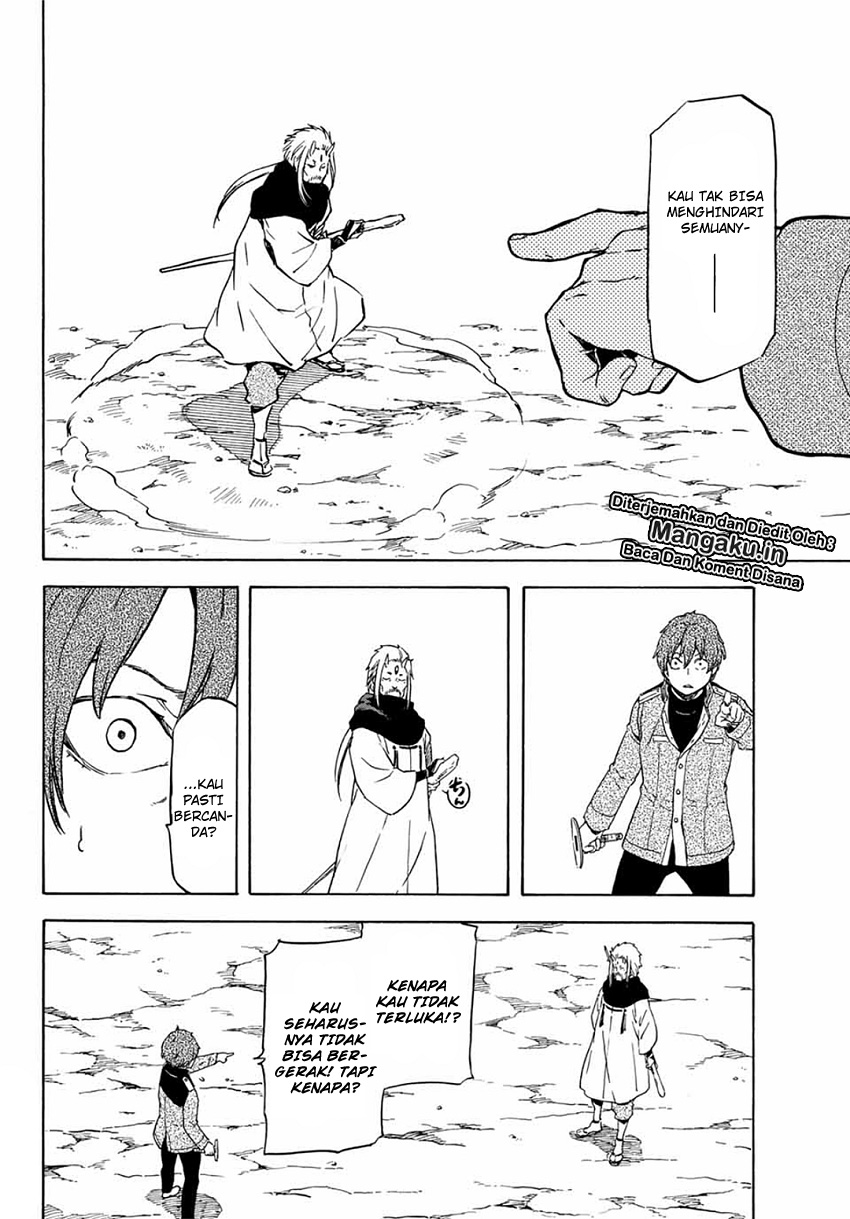 KAU TAK BISA
MENGHINDARI
SEMUANY-
Diterjemahkan dan Diedit Oleh :
Mangaku.in
Baca Dan Koment Disana
...KAU
PASTI
BERCAN-
DA?
KENAPA
KAU TIDAK
TERLUKA!?
KAU
SEHARUS-
NYA TIDAK
BISA BER-
GERAK! TAPI
KENAPA?